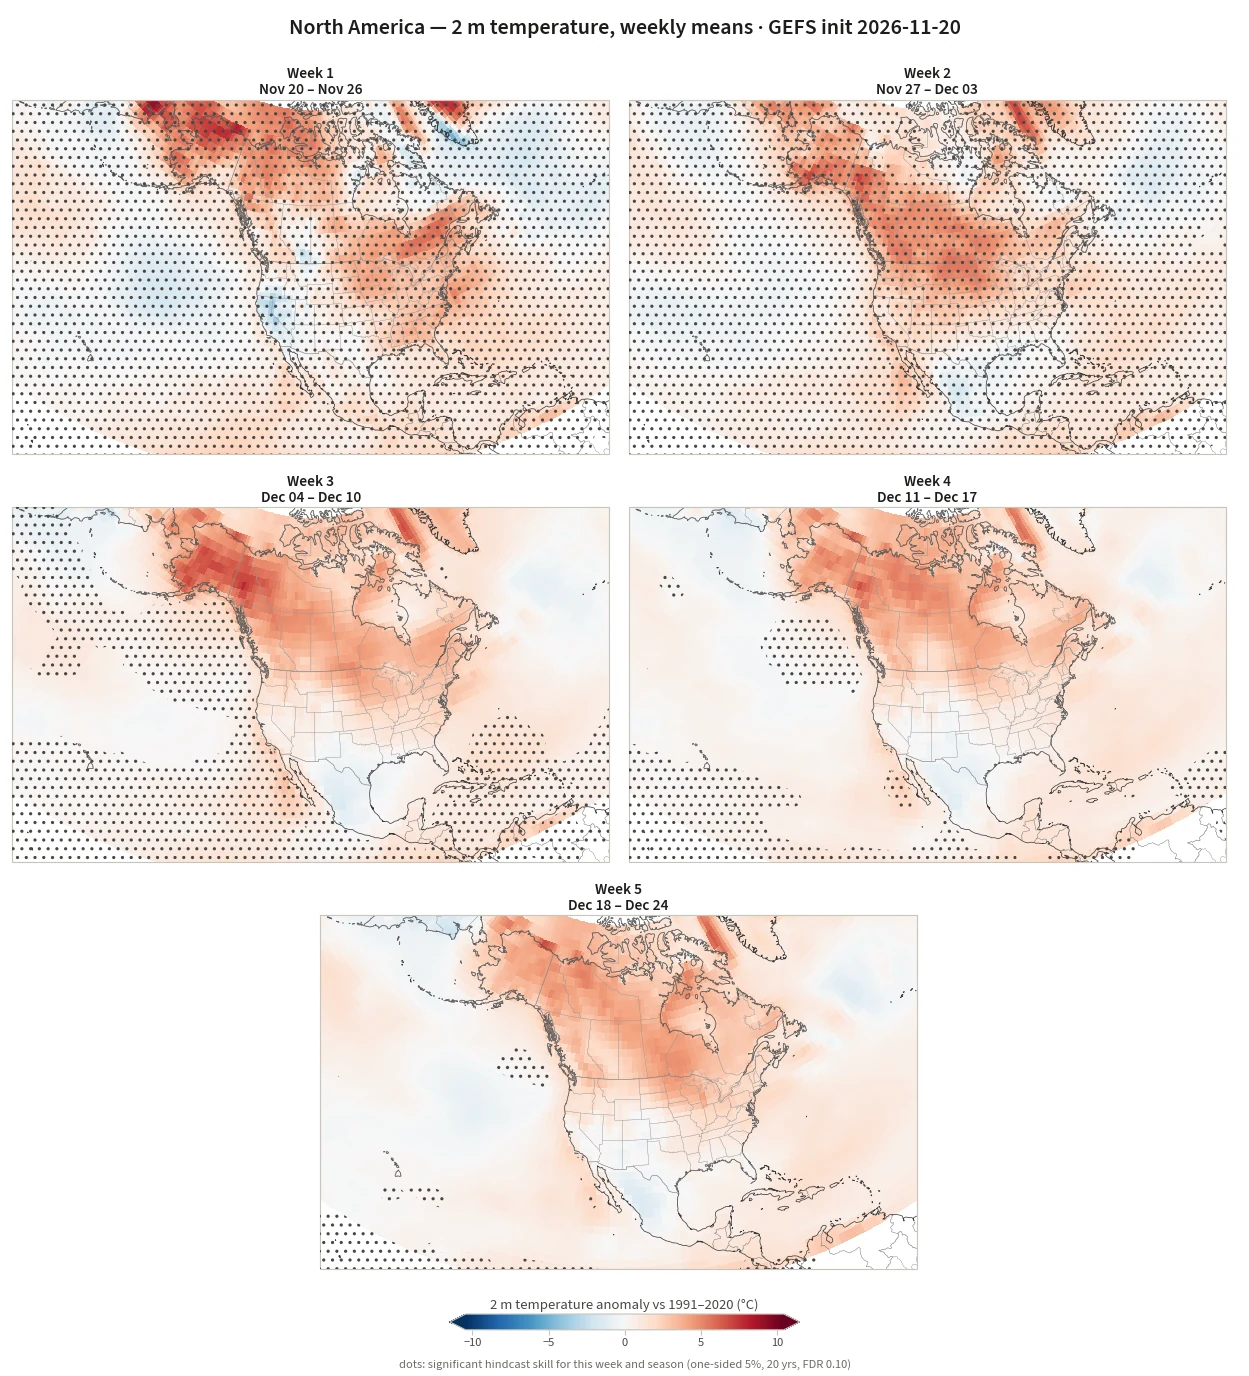 North America — 2 m temperature, weekly means · GEFS init 2026-11-20
Week 1
Nov 20 – Nov 26
Week 2
Nov 27 – Dec 03
Week 3
Dec 04 – Dec 10
Week 4
Dec 11 – Dec 17
Week 5
Dec 18 – Dec 24
2 m temperature anomaly vs 1991–2020 (°C)
−10 −5 0 5 10
dots: significant hindcast skill for this week and season (one-sided 5%, 20 yrs, FDR 0.10)